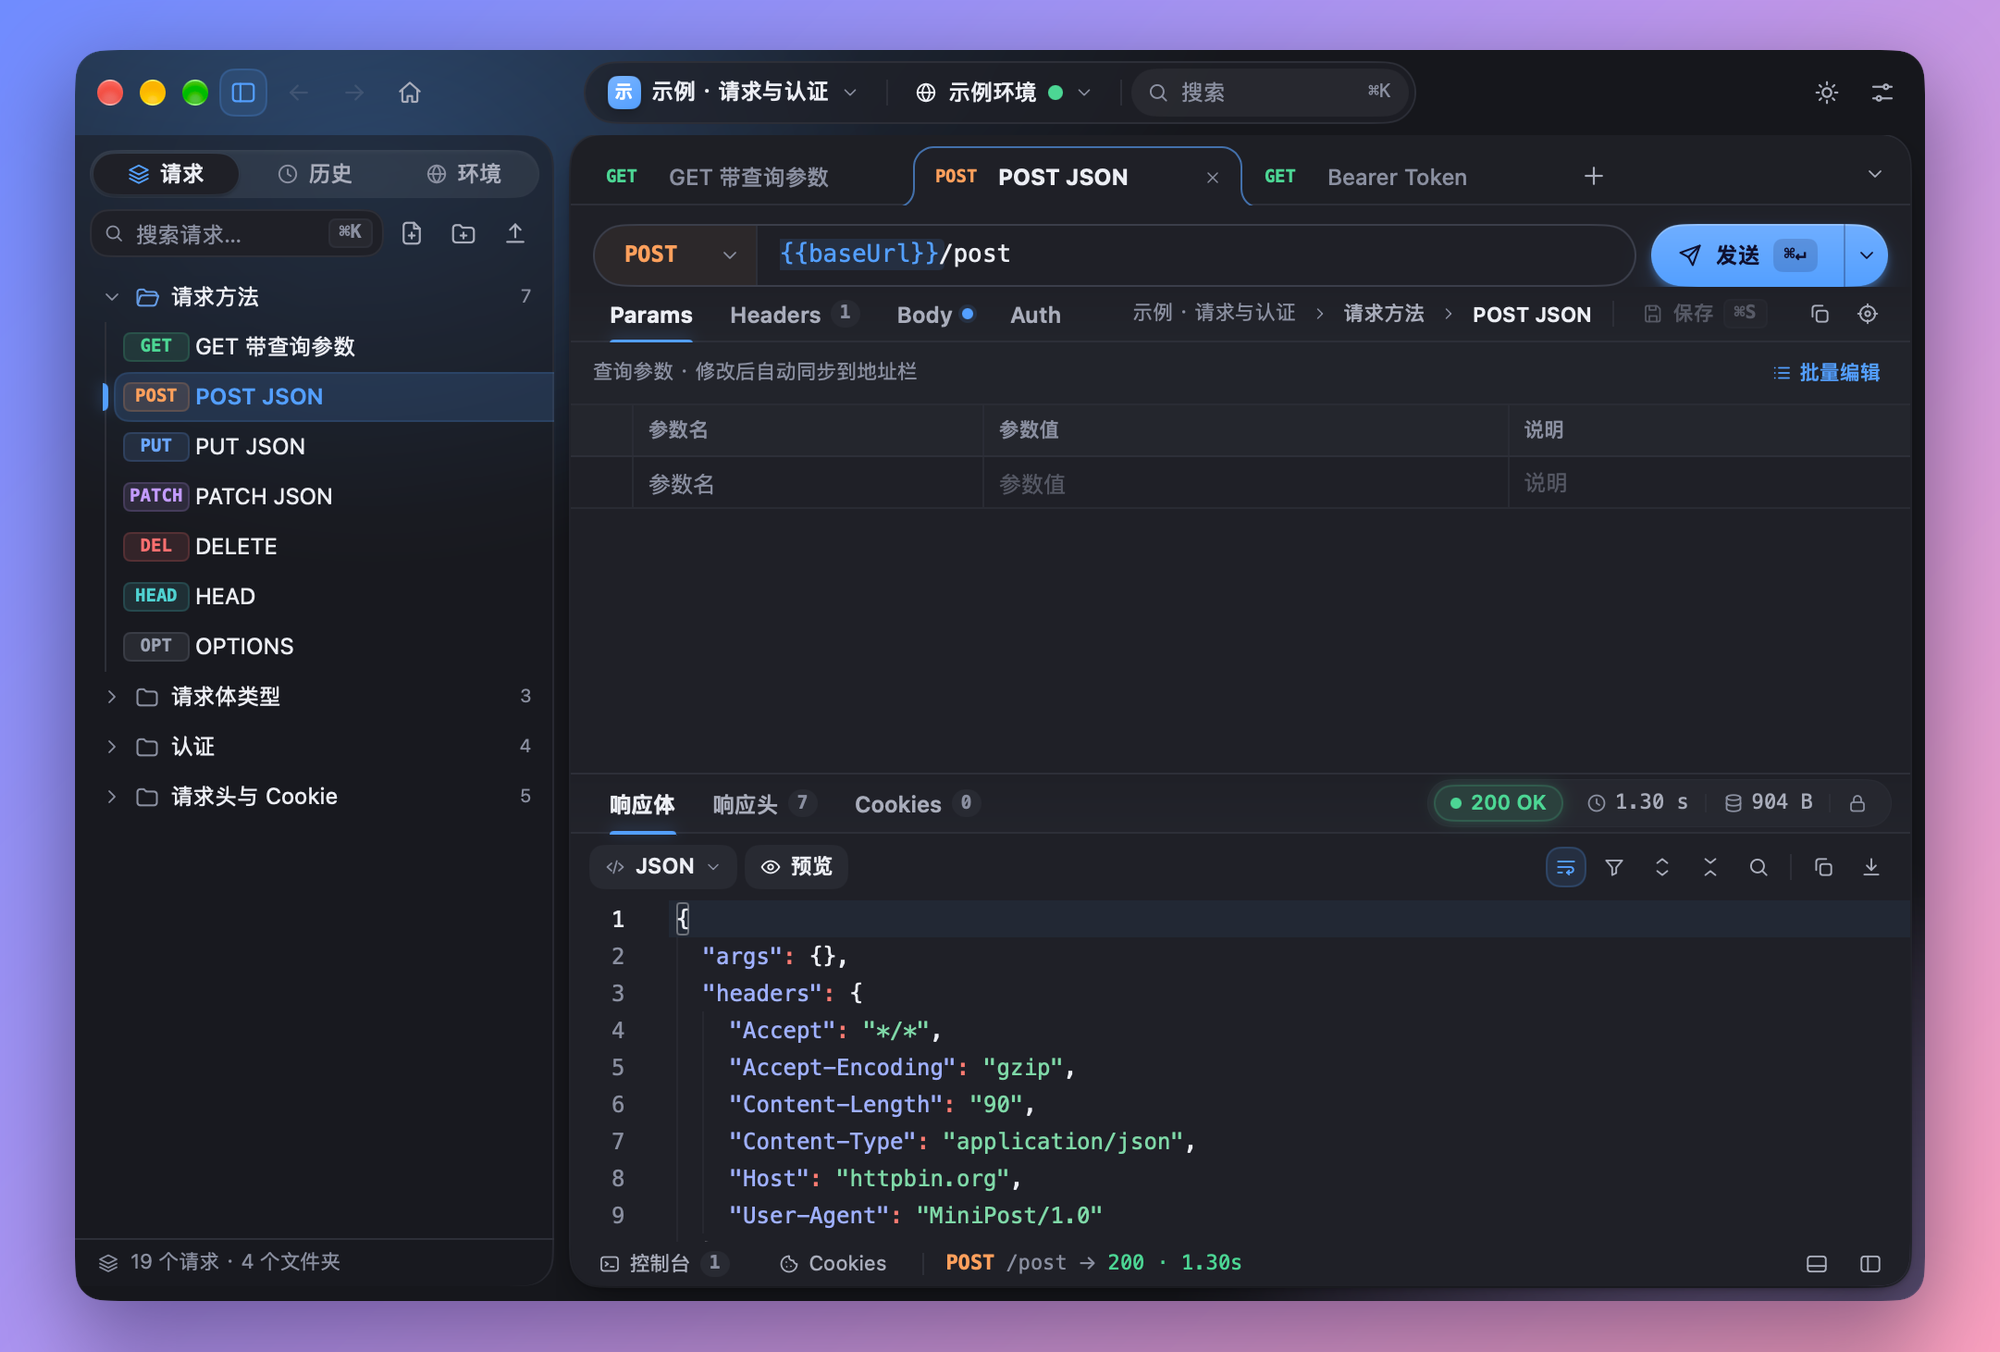 示 示例 · 请求与认证 示例环境 搜索 ⌘K
请求 历史 环境
搜索请求... ⌘K
请求方法 7
GET GET 带查询参数
POST POST JSON
PUT PUT JSON
PATCH PATCH JSON
DEL DELETE
HEAD HEAD
OPT OPTIONS
请求体类型 3
认证 4
请求头与 Cookie 5
19 个请求 · 4 个文件夹
GET GET 带查询参数 POST POST JSON GET Bearer Token
POST {{baseUrl}}/post 发送 ⌘↵
Params Headers 1 Body Auth 示例 · 请求与认证 › 请求方法 › POST JSON 保存 ⌘S
查询参数 · 修改后自动同步到地址栏 批量编辑
参数名 参数值 说明
参数名 参数值 说明
响应体 响应头 7 Cookies 0 200 OK 1.30 s 904 B
JSON 预览
1 {
2 "args": {},
3 "headers": {
4 "Accept": "*/*",
5 "Accept-Encoding": "gzip",
6 "Content-Length": "90",
7 "Content-Type": "application/json",
8 "Host": "httpbin.org",
9 "User-Agent": "MiniPost/1.0"
控制台 1 Cookies POST /post → 200 · 1.30s